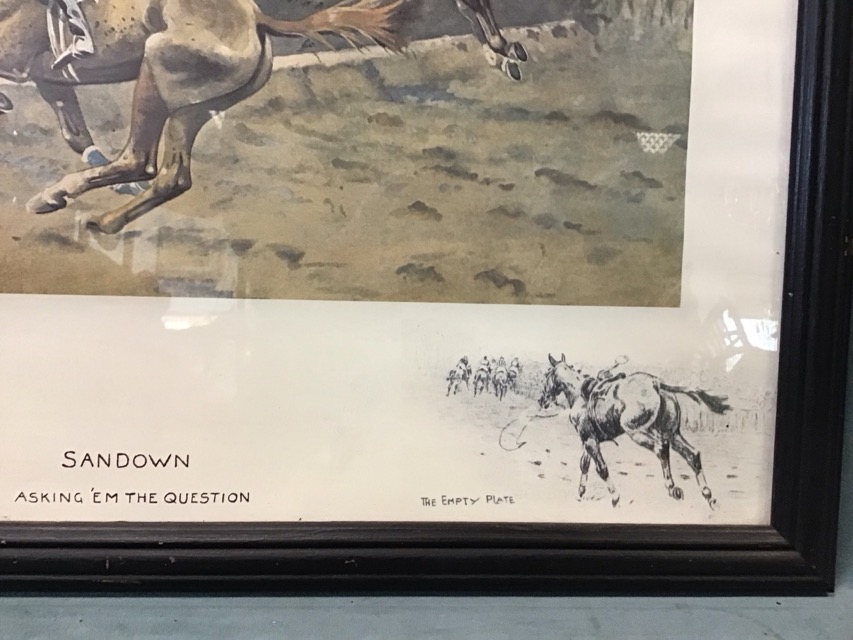 SANDOWN
ASKING 'EM THE QUESTION
THE EMPTY PLATE